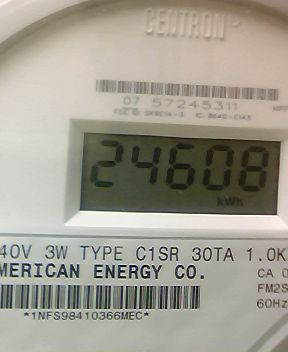 CENTRON
07 57245311
24608
kWh
40V 3W TYPE C1SR 30TA 1.0K
MERICAN ENERGY CO.
CA 0
FM2S
60Hz
*1NFS98410366MEC*